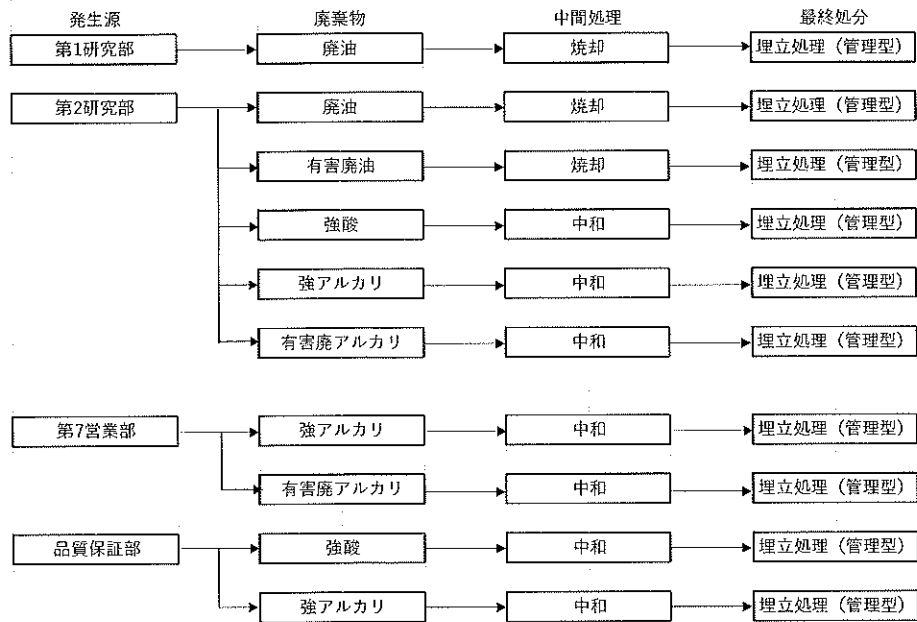 発生源 廃棄物 中間処理 最終処分
第1研究部 廃油 焼却 埋立処理（管理型）
第2研究部 廃油 焼却 埋立処理（管理型）
有害廃油 焼却 埋立処理（管理型）
強酸 中和 埋立処理（管理型）
強アルカリ 中和 埋立処理（管理型）
有害廃アルカリ 中和 埋立処理（管理型）
第7営業部 強アルカリ 中和 埋立処理（管理型）
有害廃アルカリ 中和 埋立処理（管理型）
品質保証部 強酸 中和 埋立処理（管理型）
強アルカリ 中和 埋立処理（管理型）